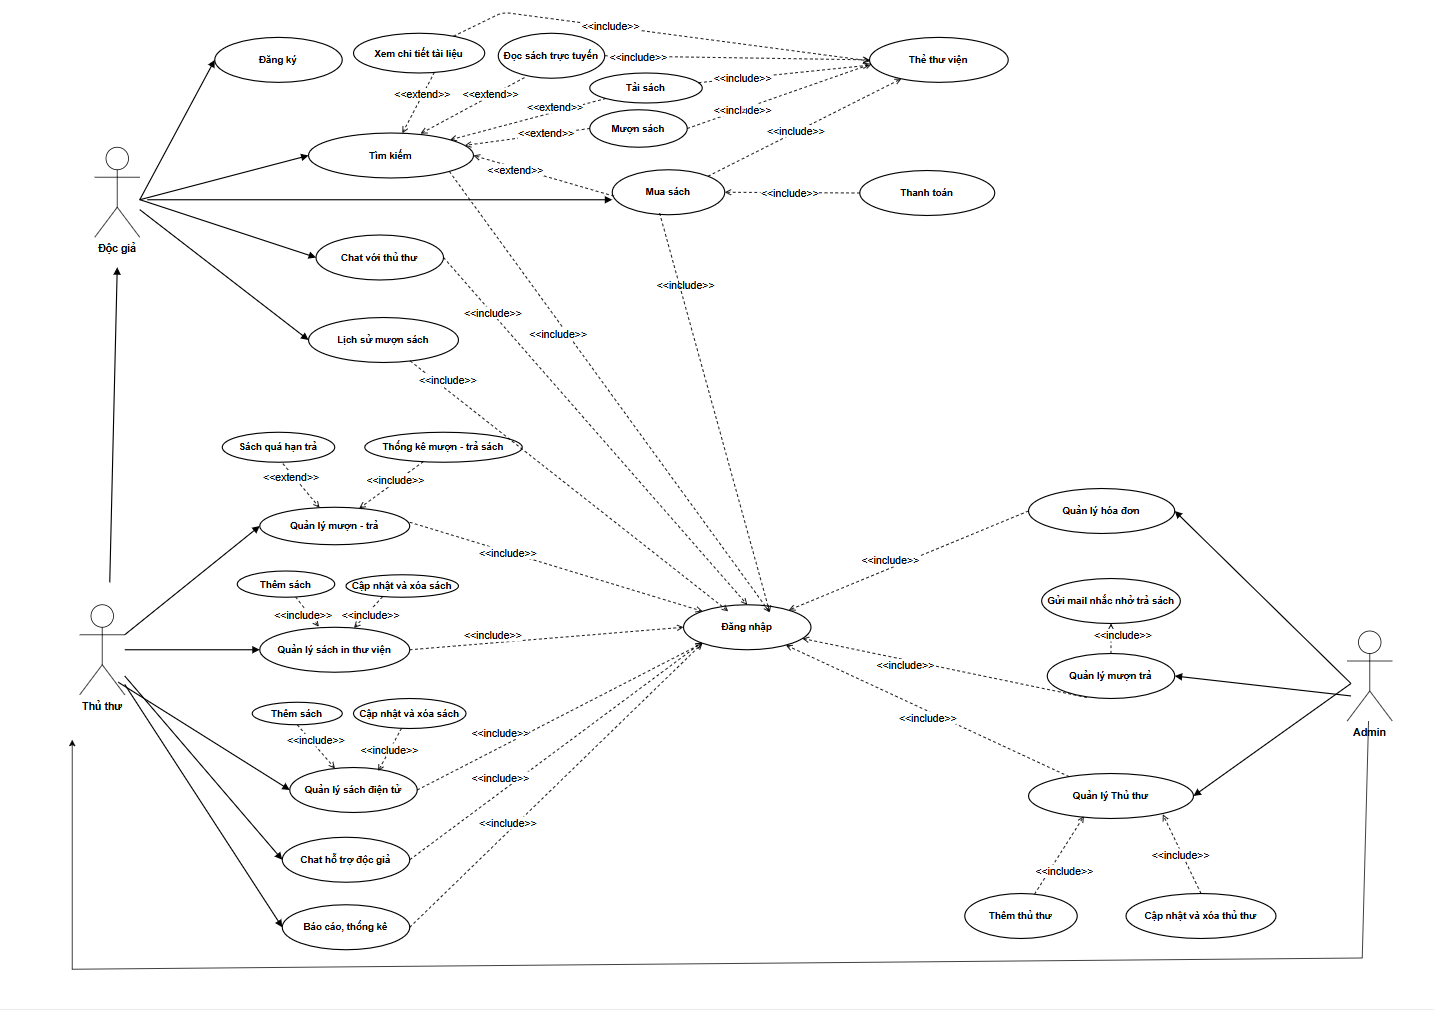 <<include>>
Đăng ký
Xem chi tiết tài liệu
Đọc sách trực tuyến
<<include>>
Thẻ thư viện
<<include>>
Tải sách
<<extend>>
<<extend>>
<<extend>>
<<include>>
Mượn sách
<<extend>>
<<include>>
Tìm kiếm
<<extend>>
Mua sách
<<include>>
Thanh toán
Độc giả
Chat với thủ thư
<<include>>
<<include>>
<<include>>
Lịch sử mượn sách
<<include>>
Sách quá hạn trả
Thống kê mượn - trả sách
<<extend>>
<<include>>
Quản lý mượn - trả
<<include>>
Quản lý hóa đơn
<<include>>
Thêm sách
Cập nhật và xóa sách
<<include>>
<<include>>
Gửi mail nhắc nhở trả sách
Đăng nhập
<<include>>
<<include>>
Quản lý sách in thư viện
<<include>>
Quản lý mượn trả
Thủ thư
Thêm sách
Cập nhật và xóa sách
<<include>>
<<include>>
<<include>>
<<include>>
Admin
Quản lý sách điện tử
<<include>>
Quản lý Thủ thư
<<include>>
Chat hỗ trợ độc giả
<<include>>
<<include>>
Báo cáo, thống kê
Thêm thủ thư
Cập nhật và xóa thủ thư